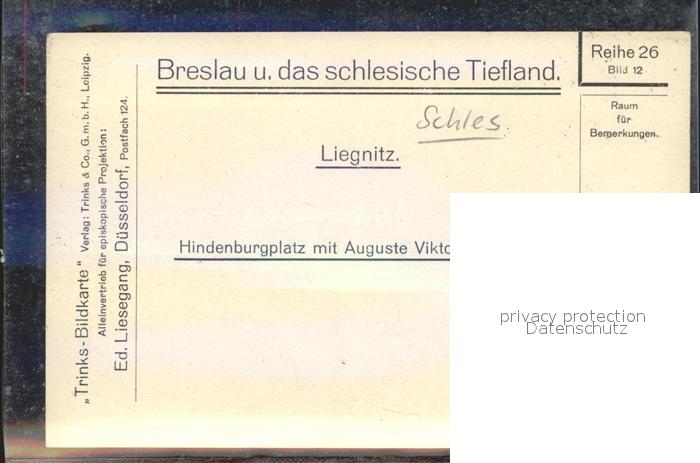 Breslau u. das schlesische Tiefland.
Reihe 26
Bild 12
Raum
für
Bemerkungen.
Schles.
Liegnitz.
Hindenburgplatz mit Auguste
„Trinks-Bildkarte“ Verlag: Trinks & Co., G. m. b. H., Leipzig.
Alleinvertrieb für episkopische Projektion:
Ed. Liesegang, Düsseldorf, Postfach 124.
privacy protection
Datenschutz